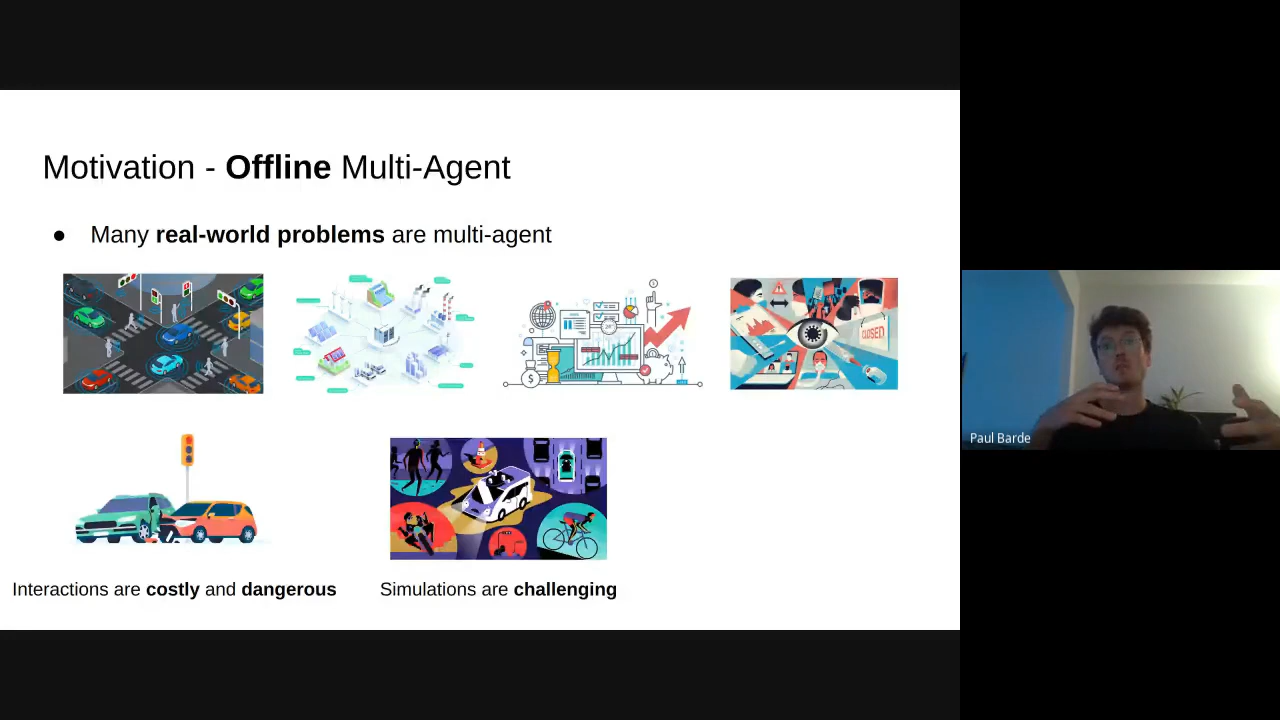 Motivation - Offline Multi-Agent
● Many real-world problems are multi-agent
CLOSED
Interactions are costly and dangerous
Simulations are challenging
Paul Barde